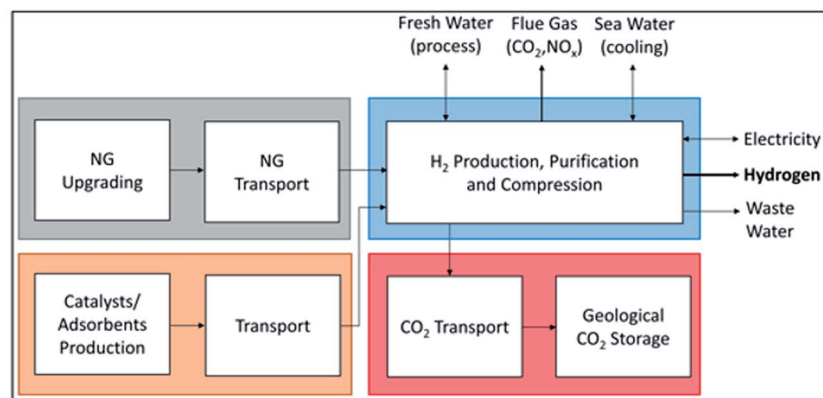 Fresh Water
(process)
Flue Gas
(CO₂,NOₓ)
Sea Water
(cooling)
NG
Upgrading
NG
Transport
H₂ Production, Purification
and Compression
Electricity
Hydrogen
Waste
Water
Catalysts/
Adsorbents
Production
Transport
CO₂ Transport
Geological
CO₂ Storage